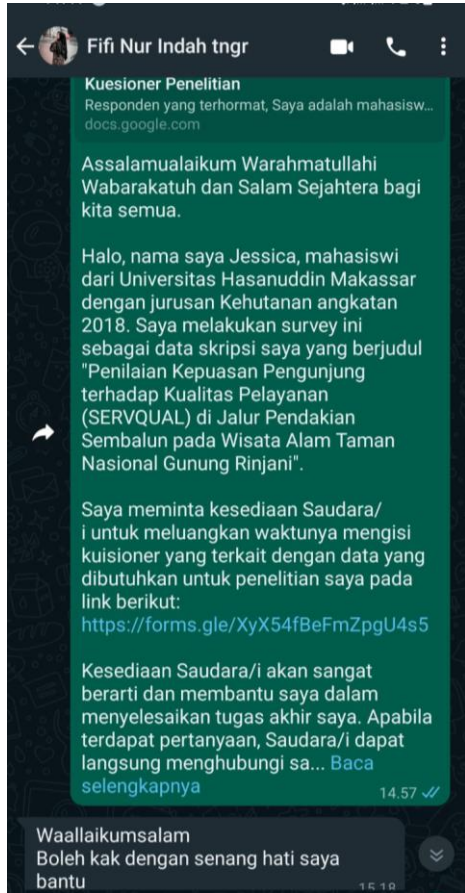 Fifi Nur Indah tngr
Kuesioner Penelitian
Responden yang terhormat, Saya adalah mahasisw...
docs.google.com
Assalamualaikum Warahmatullahi
Wabarakatuh dan Salam Sejahtera bagi
kita semua.
Halo, nama saya Jessica, mahasiswi
dari Universitas Hasanuddin Makassar
dengan jurusan Kehutanan angkatan
2018. Saya melakukan survey ini
sebagai data skripsi saya yang berjudul
"Penilaian Kepuasan Pengunjung
terhadap Kualitas Pelayanan
(SERVQUAL) di Jalur Pendakian
Sembalun pada Wisata Alam Taman
Nasional Gunung Rinjani".
Saya meminta kesediaan Saudara/
i untuk meluangkan waktunya mengisi
kuisioner yang terkait dengan data yang
dibutuhkan untuk penelitian saya pada
link berikut:
https://forms.gle/XyX54fBeFmZpgU4s5
Kesediaan Saudara/i akan sangat
berarti dan membantu saya dalam
menyelesaikan tugas akhir saya. Apabila
terdapat pertanyaan, Saudara/i dapat
langsung menghubungi sa... Baca
selengkapnya
14.57
Waallaikumsalam
Boleh kak dengan senang hati saya
bantu
15.18